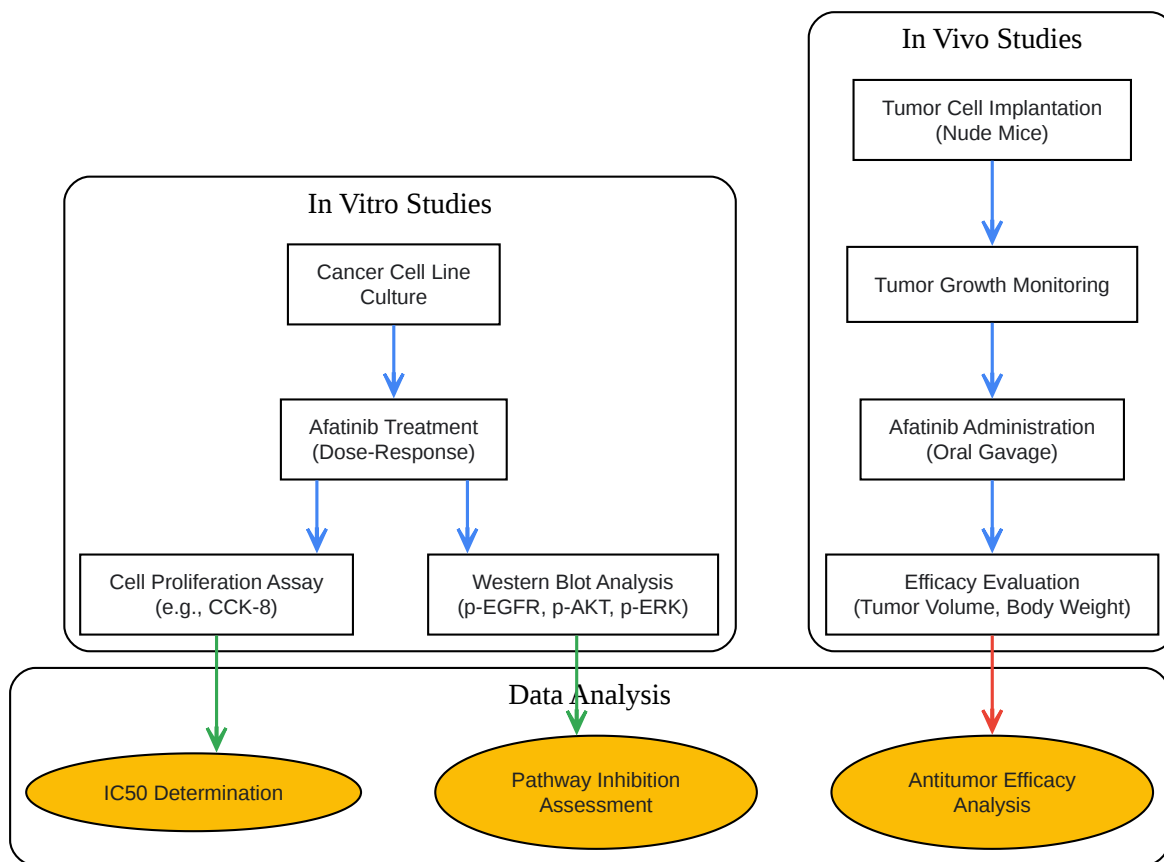 In Vivo Studies
Tumor Cell Implantation
(Nude Mice)
Tumor Growth Monitoring
Afatinib Administration
(Oral Gavage)
Efficacy Evaluation
(Tumor Volume, Body Weight)
In Vitro Studies
Cancer Cell Line
Culture
Afatinib Treatment
(Dose-Response)
Cell Proliferation Assay
(e.g., CCK-8)
Western Blot Analysis
(p-EGFR, p-AKT, p-ERK)
Data Analysis
IC50 Determination
Pathway Inhibition
Assessment
Antitumor Efficacy
Analysis